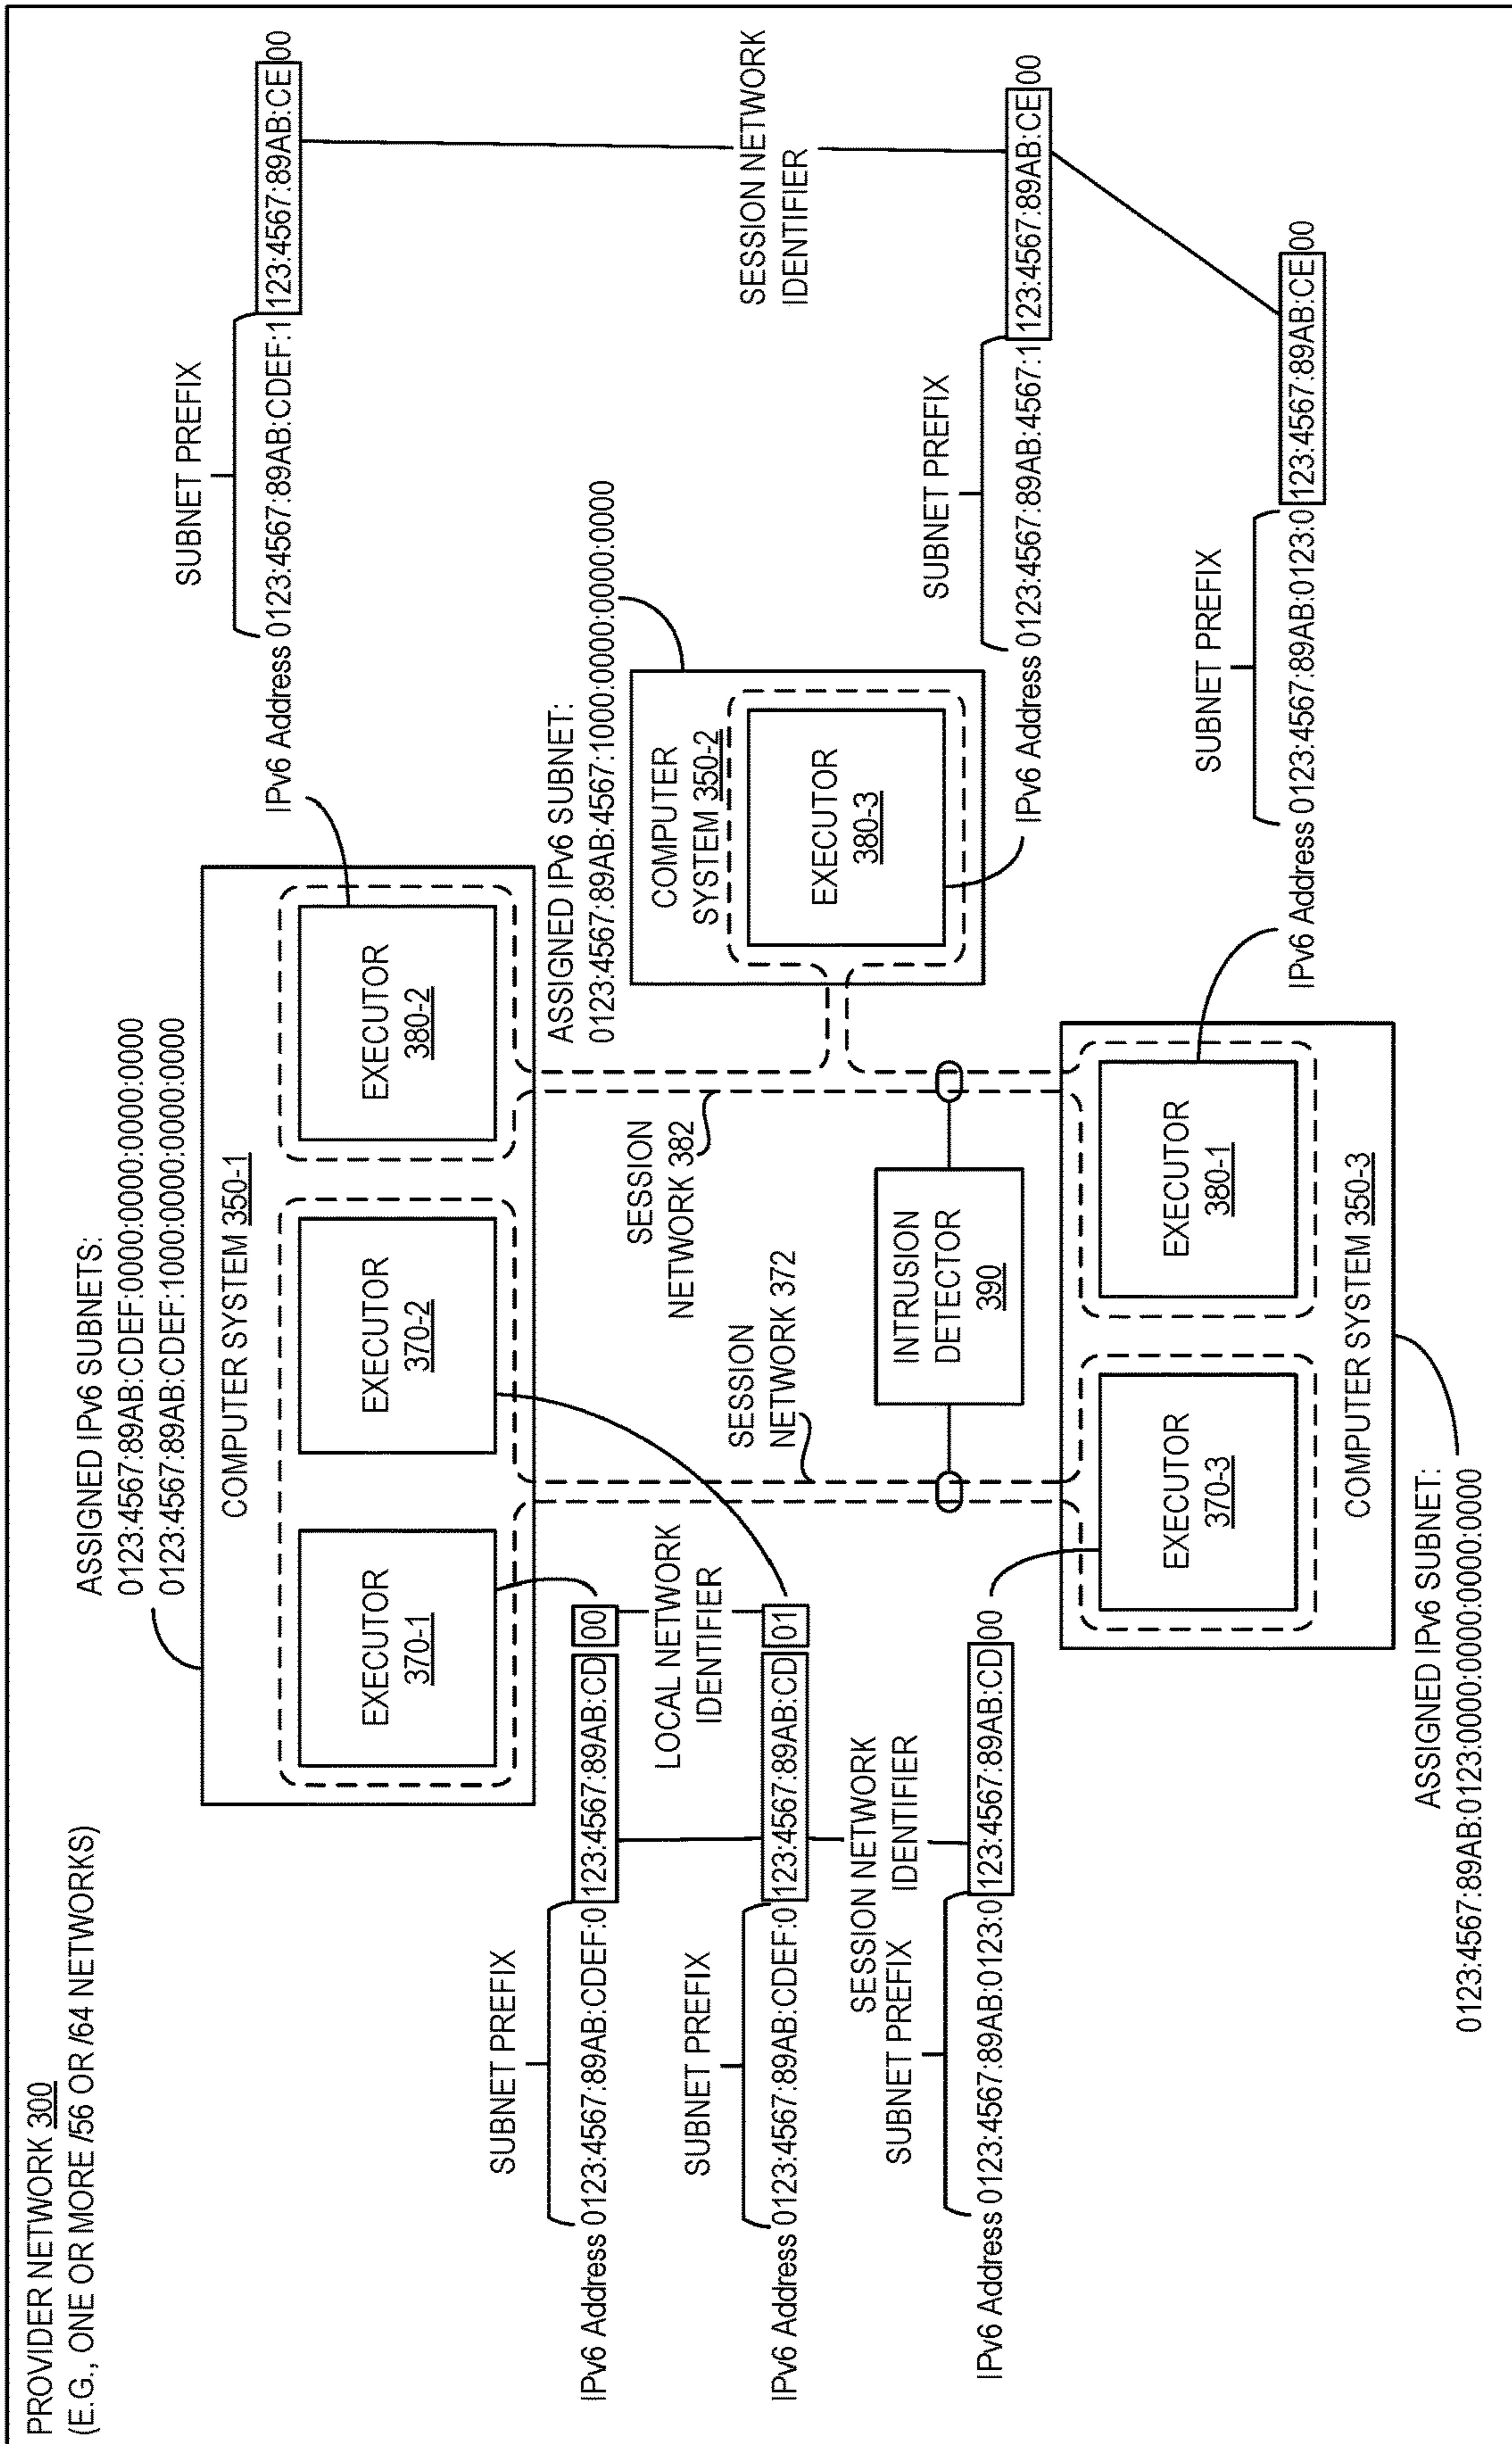 PROVIDER NETWORK 300
(E.G., ONE OR MORE /56 OR /64 NETWORKS)
ASSIGNED IPv6 SUBNETS:
0123:4567:89AB:CDEF:0000:0000:0000:0000
0123:4567:89AB:CDEF:1000:0000:0000:0000
COMPUTER SYSTEM 350-1
EXECUTOR
370-1
EXECUTOR
370-2
EXECUTOR
380-2
SUBNET PREFIX
IPv6 Address 0123:4567:89AB:CDEF:1 123:4567:89AB:CE 00
SUBNET PREFIX
IPv6 Address 0123:4567:89AB:CDEF:0 123:4567:89AB:CD 00
LOCAL NETWORK
IDENTIFIER
SUBNET PREFIX
IPv6 Address 0123:4567:89AB:CDEF:0 123:4567:89AB:CD 01
SESSION NETWORK
IDENTIFIER
SUBNET PREFIX
IPv6 Address 0123:4567:89AB:0123:0 123:4567:89AB:CD 00
SESSION
NETWORK 382
SESSION
NETWORK 372
INTRUSION
DETECTOR
390
ASSIGNED IPv6 SUBNET:
0123:4567:89AB:4567:1000:0000:0000:0000
COMPUTER
SYSTEM 350-2
EXECUTOR
380-3
SESSION NETWORK
IDENTIFIER
SUBNET PREFIX
IPv6 Address 0123:4567:89AB:4567:1 123:4567:89AB:CE 00
EXECUTOR
370-3
EXECUTOR
380-1
COMPUTER SYSTEM 350-3
SUBNET PREFIX
IPv6 Address 0123:4567:89AB:0123:0 123:4567:89AB:CE 00
ASSIGNED IPv6 SUBNET:
0123:4567:89AB:0123:0000:0000:0000:0000